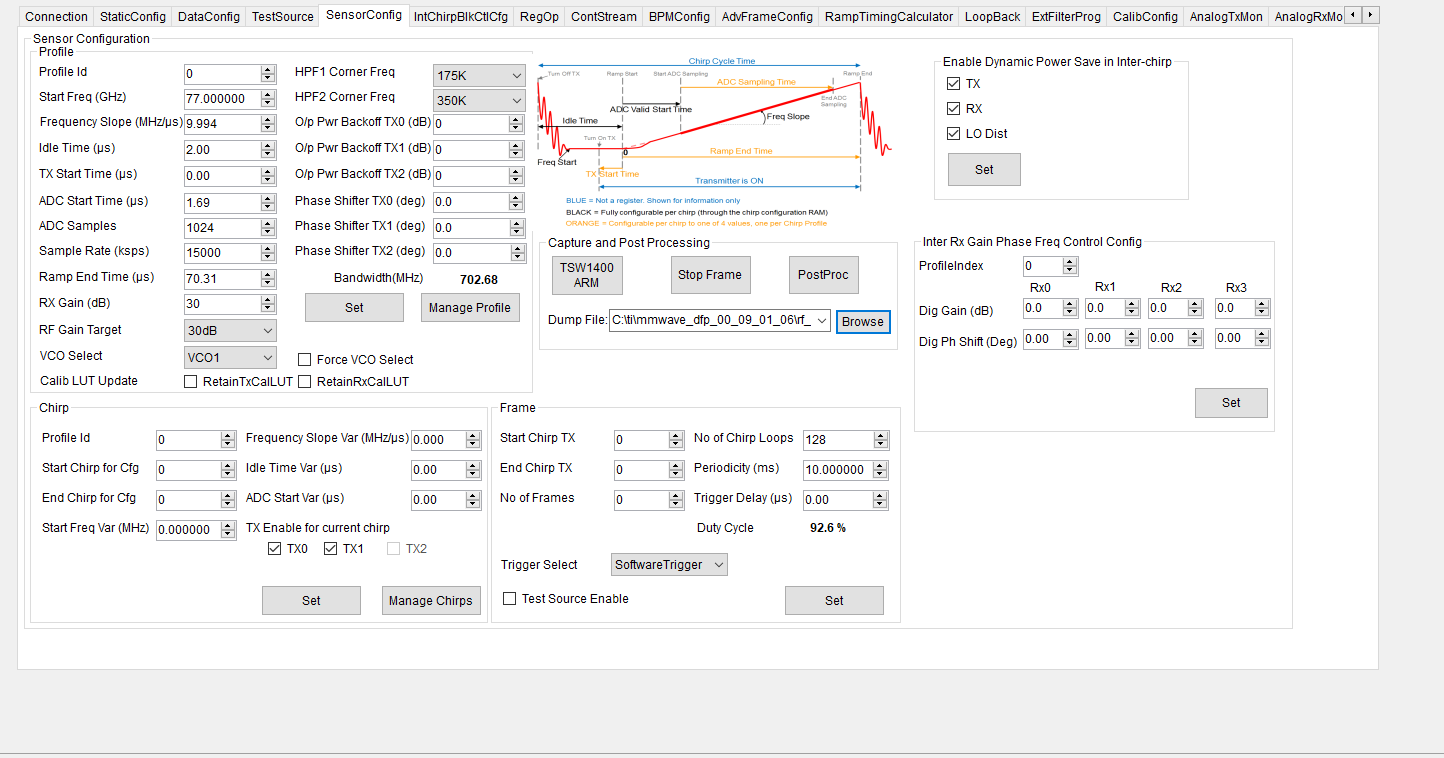 Connection StaticConfig DataConfig TestSource SensorConfig IntChirpBlkCtlCfg RegOp ContStream BPMConfig AdvFrameConfig RampTimingCalculator LoopBack ExtFilterProg CalibConfig AnalogTxMon AnalogRxMo
Sensor Configuration
Profile
Profile Id 0 HPF1 Corner Freq 175K
Start Freq (GHz) 77.000000 HPF2 Corner Freq 350K
Frequency Slope (MHz/µs) 9.994 O/p Pwr Backoff TX0 (dB) 0
Idle Time (µs) 2.00 O/p Pwr Backoff TX1 (dB) 0
TX Start Time (µs) 0.00 O/p Pwr Backoff TX2 (dB) 0
ADC Start Time (µs) 1.69 Phase Shifter TX0 (deg) 0.0
ADC Samples 1024 Phase Shifter TX1 (deg) 0.0
Sample Rate (ksps) 15000 Phase Shifter TX2 (deg) 0.0
Ramp End Time (µs) 70.31 Bandwidth(MHz) 702.68
RX Gain (dB) 30 Set Manage Profile
RF Gain Target 30dB
VCO Select VCO1 Force VCO Select
Calib LUT Update RetainTxCalLUT RetainRxCalLUT
Chirp Cycle Time
Turn Off TX Ramp Start Start ADC Sampling Ramp End
ADC Sampling Time
End ADC
Sampling
ADC Valid Start Time
Idle Time Freq Slope
Turn On TX
0 Ramp End Time
Freq Start
TX Start Time
Transmitter is ON
BLUE = Not a register. Shown for information only
BLACK = Fully configurable per chirp (through the chirp configuration RAM)
ORANGE = Configurable per chirp to one of 4 values, one per Chirp Profile
Enable Dynamic Power Save in Inter-chirp
TX
RX
LO Dist
Set
Capture and Post Processing
TSW1400
ARM Stop Frame PostProc
Dump File: C:\ti\mmwave_dfp_00_09_01_06\rf_ Browse
Inter Rx Gain Phase Freq Control Config
ProfileIndex 0
Rx0 Rx1 Rx2 Rx3
Dig Gain (dB) 0.0 0.0 0.0 0.0
Dig Ph Shift (Deg) 0.00 0.00 0.00 0.00
Set
Chirp
Profile Id 0 Frequency Slope Var (MHz/µs) 0.000
Start Chirp for Cfg 0 Idle Time Var (µs) 0.00
End Chirp for Cfg 0 ADC Start Var (µs) 0.00
Start Freq Var (MHz) 0.000000 TX Enable for current chirp
TX0 TX1 TX2
Set Manage Chirps
Frame
Start Chirp TX 0 No of Chirp Loops 128
End Chirp TX 0 Periodicity (ms) 10.000000
No of Frames 0 Trigger Delay (µs) 0.00
Duty Cycle 92.6 %
Trigger Select SoftwareTrigger
Test Source Enable Set